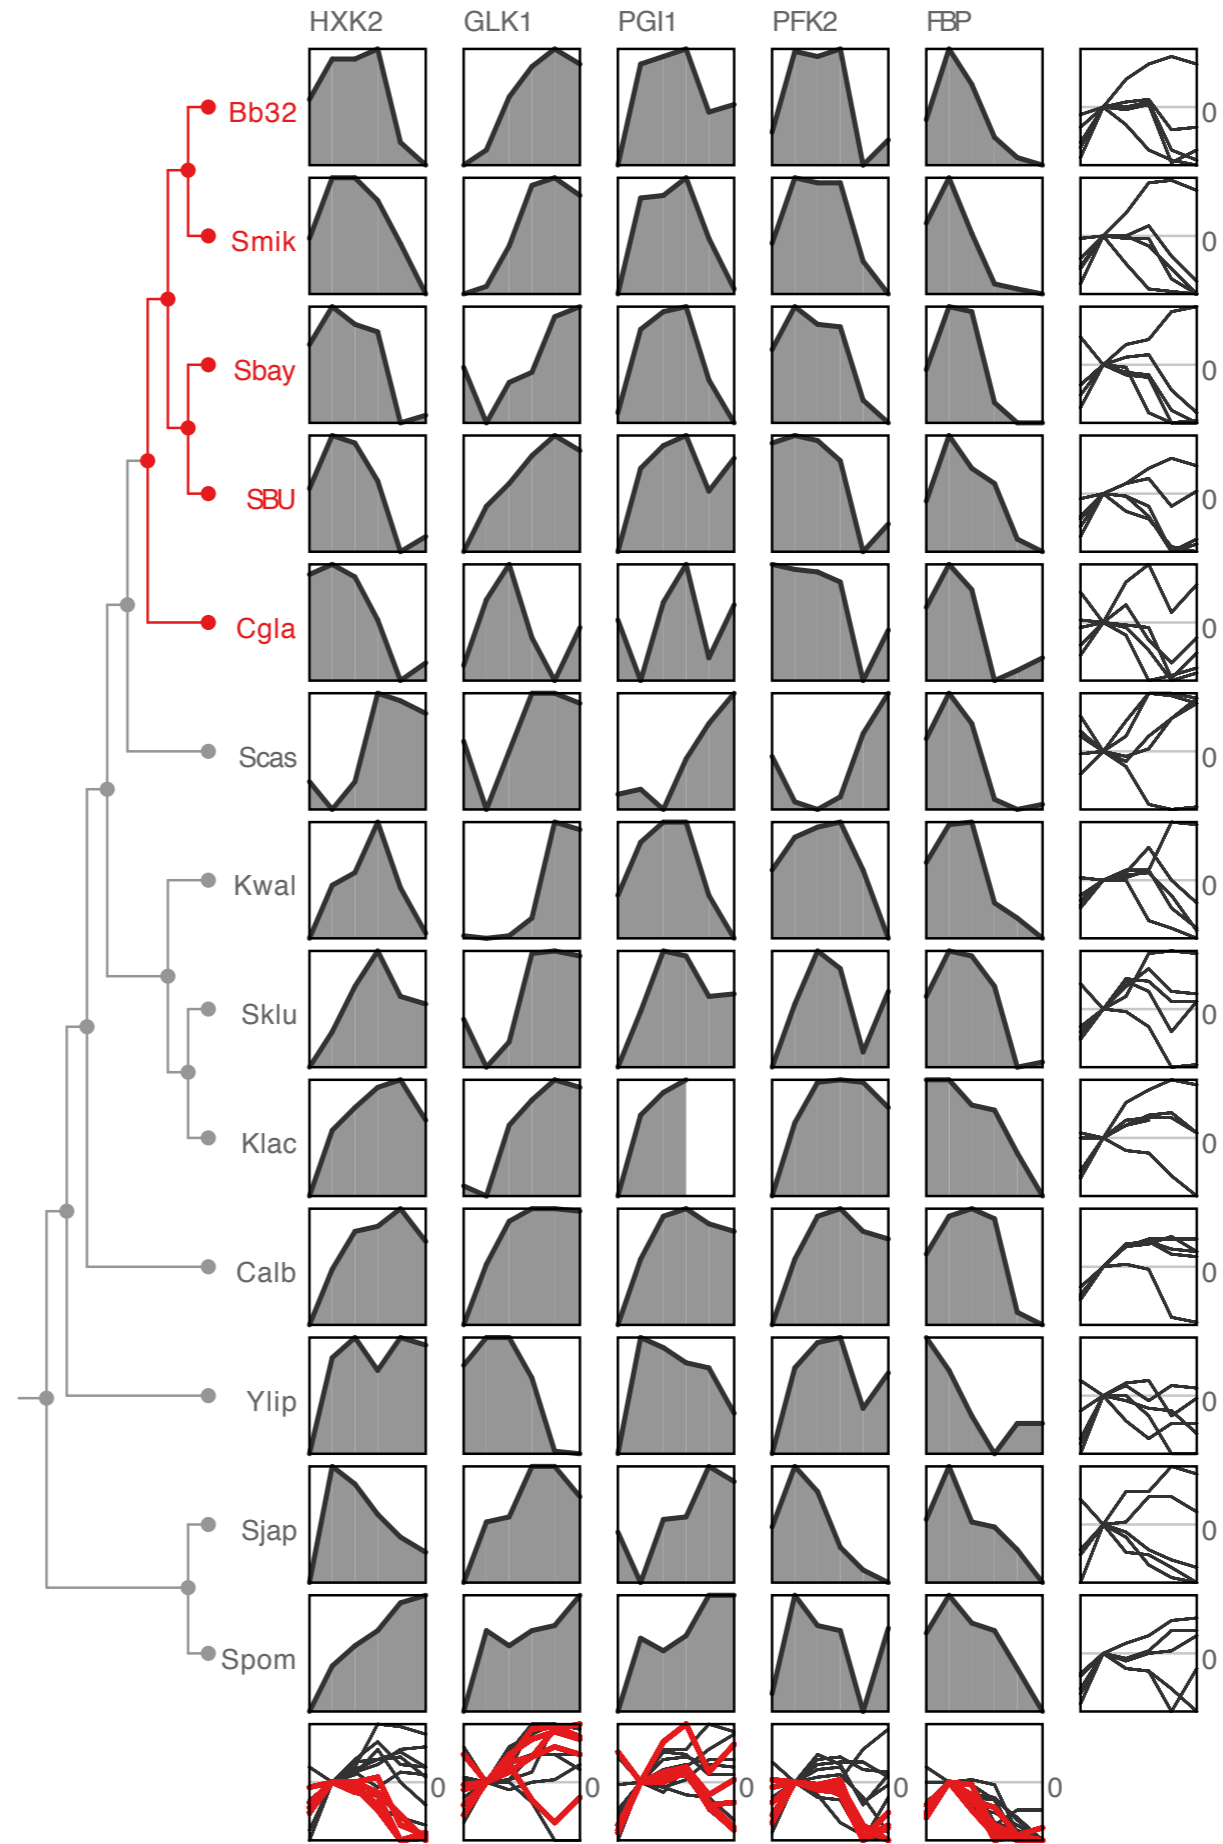 HXK2 GLK1 PGI1 PFK2 FBP
Bb32 0
Smik 0
Sbay 0
SBU 0
Cgla 0
Scas 0
Kwal 0
Sklu 0
Klac 0
Calb 0
Ylip 0
Sjap 0
Spom 0
0 0 0 0 0